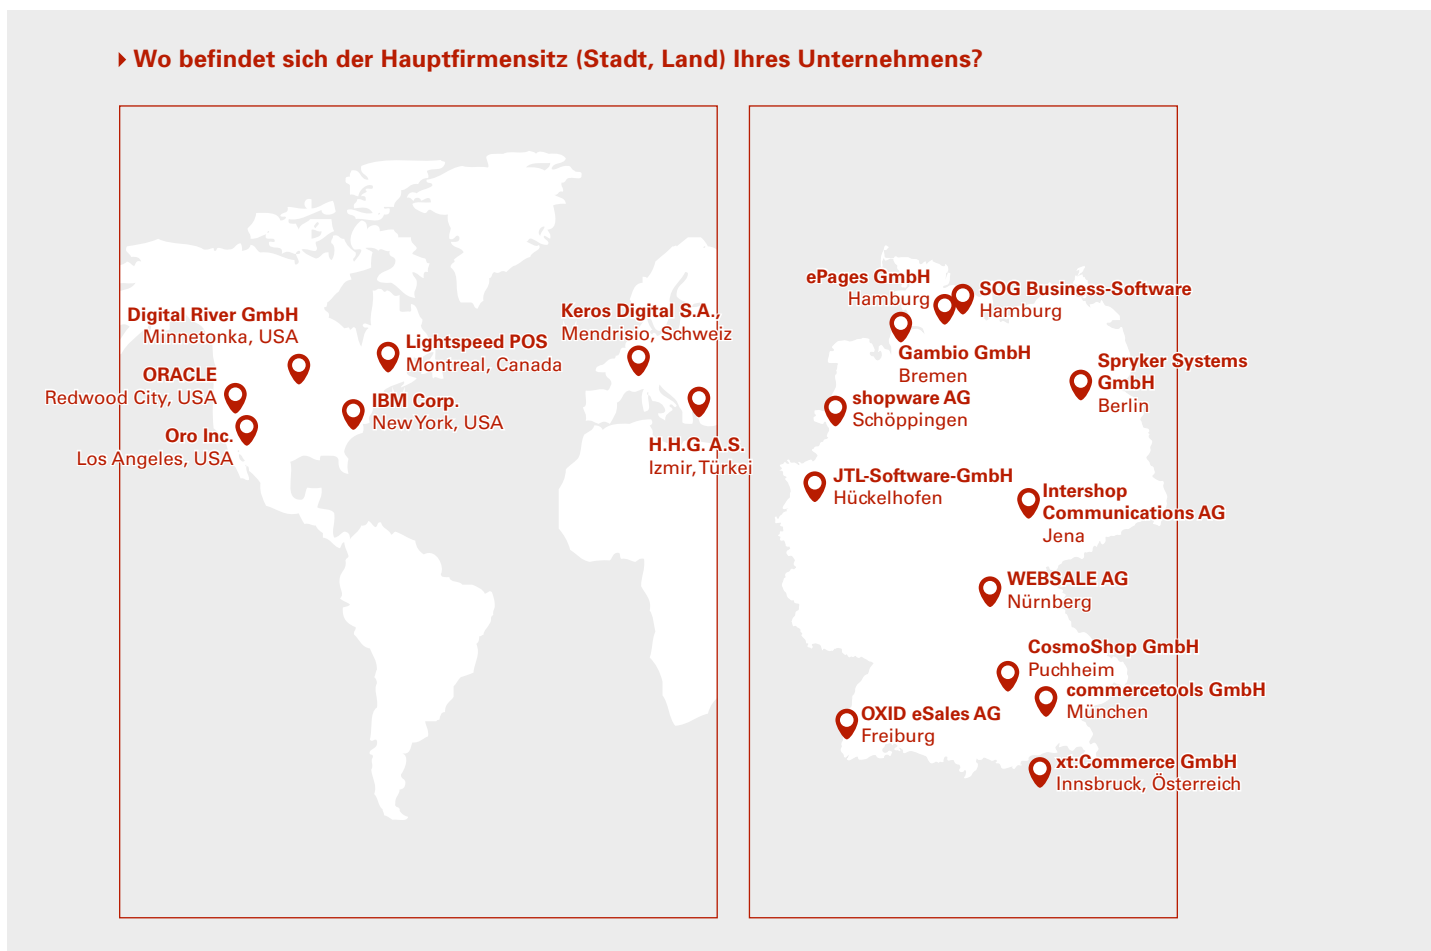 Wo befindet sich der Hauptfirmensitz (Stadt, Land) Ihres Unternehmens?
Digital River GmbH
Minnetonka, USA
ORACLE
Redwood City, USA
Oro Inc.
Los Angeles, USA
Lightspeed POS
Montreal, Canada
IBM Corp.
New York, USA
Keros Digital S.A.,
Mendrisio, Schweiz
H.H.G. A.S.
Izmir, Türkei
ePages GmbH
Hamburg
SOG Business-Software
Hamburg
Gambio GmbH
Bremen
Spryker Systems
GmbH
Berlin
shopware AG
Schöppingen
JTL-Software-GmbH
Hückelhofen
Intershop
Communications AG
Jena
WEBSALE AG
Nürnberg
CosmoShop GmbH
Puchheim
commercetools GmbH
München
OXID eSales AG
Freiburg
xt:Commerce GmbH
Innsbruck, Österreich